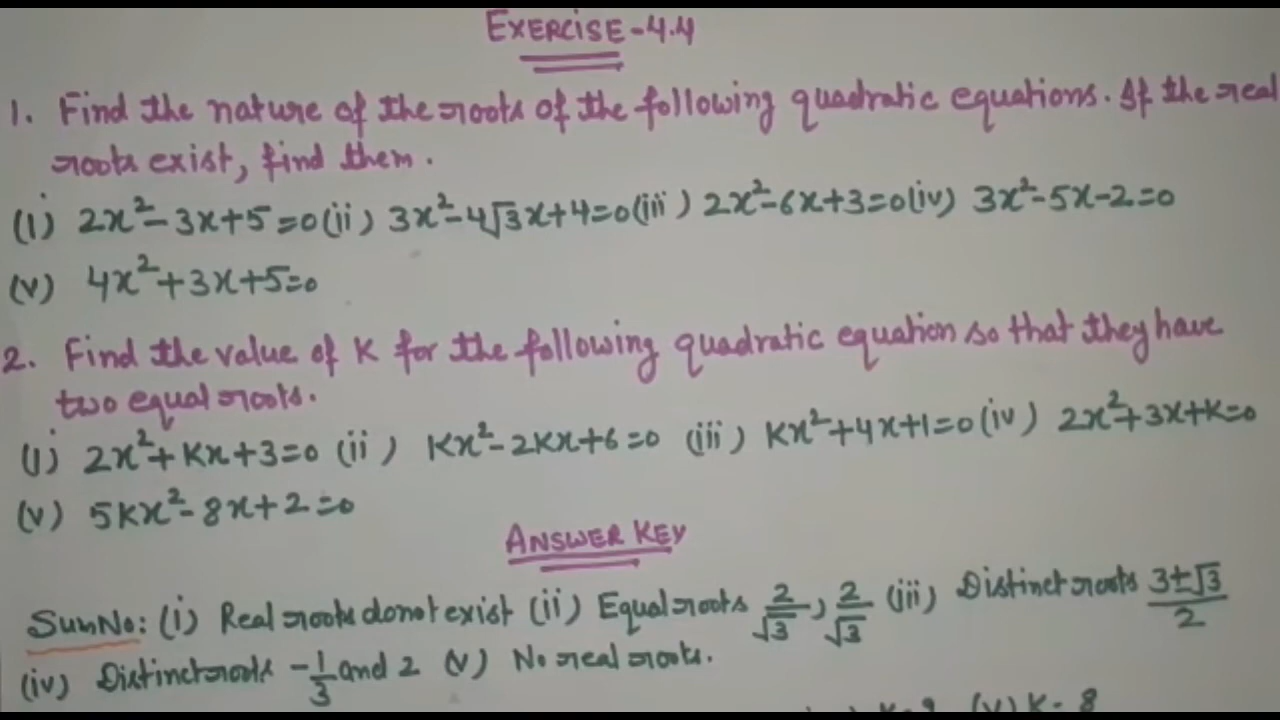 EXERCISE-4.4
1. Find the nature of the roots of the following quadratic equations. If the real
roots exist, find them.
(i) 2x²-3x+5=0 (ii) 3x²-4√3x+4=0 (iii) 2x²-6x+3=0 (iv) 3x²-5x-2=0
(v) 4x²+3x+5=0
2. Find the value of K for the following quadratic equation so that they have
two equal roots.
(i) 2x²+Kx+3=0 (ii) Kx²-2Kx+6=0 (iii) Kx²+4x+1=0 (iv) 2x²+3x+K=0
(v) 5Kx²-8x+2=0
ANSWER KEY
SumNo: (i) Real roots do not exist (ii) Equal roots 2/√3, 2/√3 (iii) Distinct roots 3±√3/2
(iv) Distinct roots -1/3 and 2 (v) No real roots.
(v) K = 8